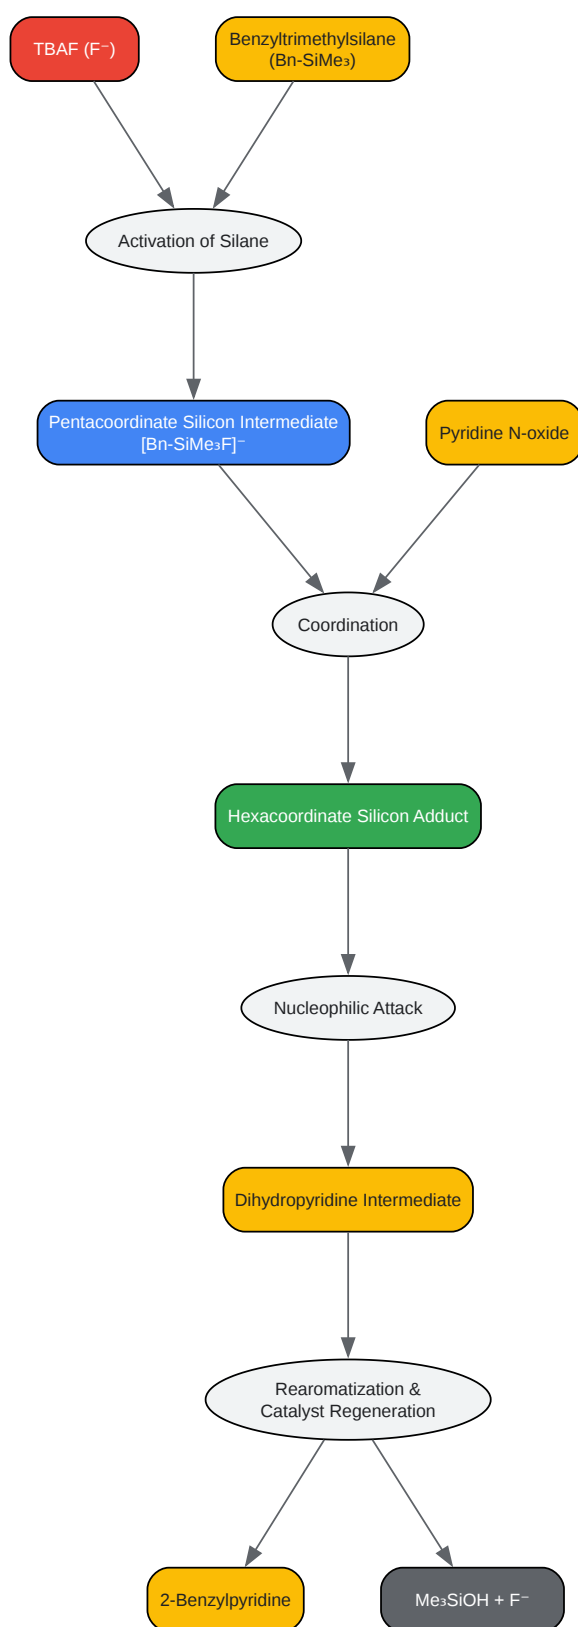 TBAF (F⁻)
Benzyltrimethylsilane
(Bn-SiMe₃)
Activation of Silane
Pentacoordinate Silicon Intermediate
[Bn-SiMe₃F]⁻
Pyridine N-oxide
Coordination
Hexacoordinate Silicon Adduct
Nucleophilic Attack
Dihydropyridine Intermediate
Rearomatization &
Catalyst Regeneration
2-Benzylpyridine
Me₃SiOH + F⁻